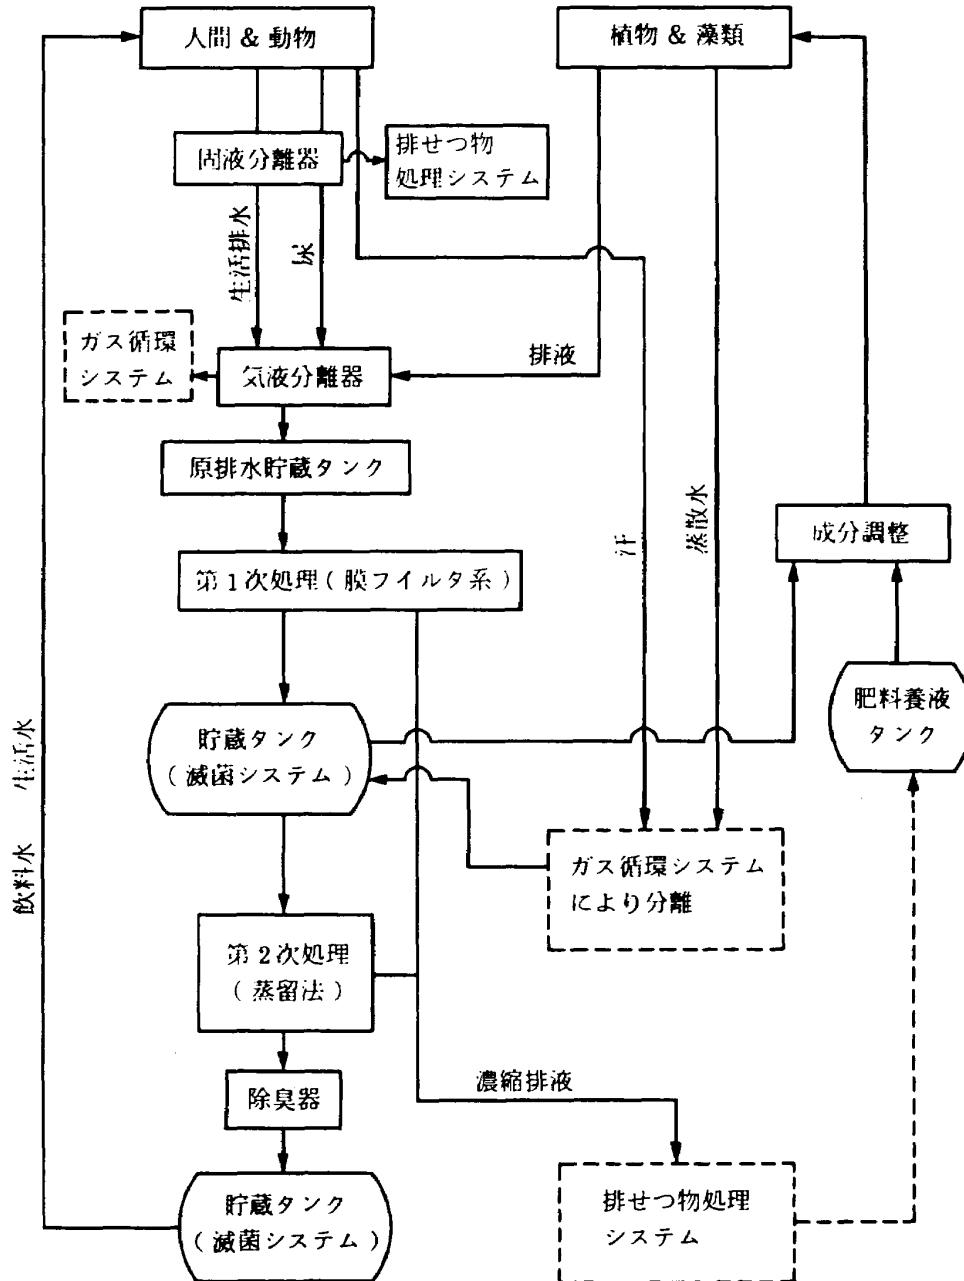 人間 & 動物
植物 & 藻類
固液分離器
排せつ物
処理システム
生活排水
尿
ガス循環
システム
気液分離器
排液
原排水貯蔵タンク
汗
蒸散水
成分調整
第1次処理(膜フイルタ系)
肥料養液
タンク
貯蔵タンク
(滅菌システム)
飲料水 生活水
ガス循環システム
により分離
第2次処理
(蒸留法)
除臭器
濃縮排液
貯蔵タンク
(滅菌システム)
排せつ物処理
システム